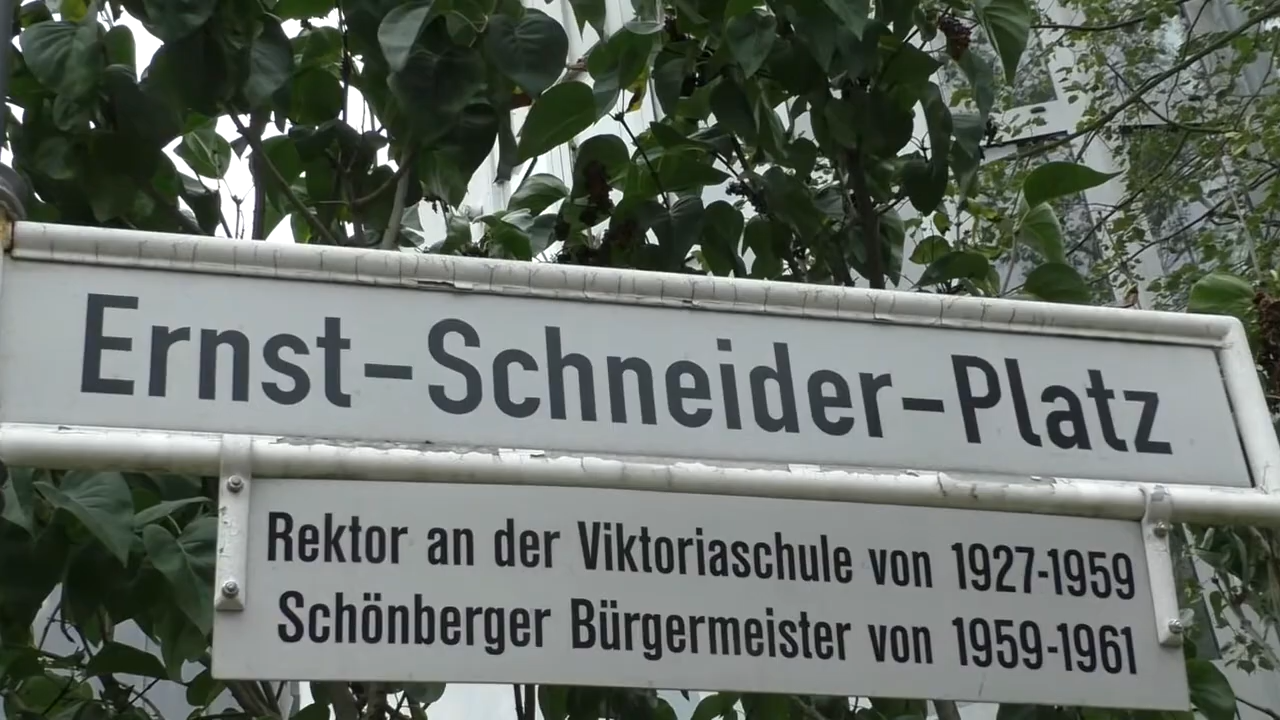 Ernst-Schneider-Platz
Rektor an der Viktoriaschule von 1927-1959
Schönberger Bürgermeister von 1959-1961